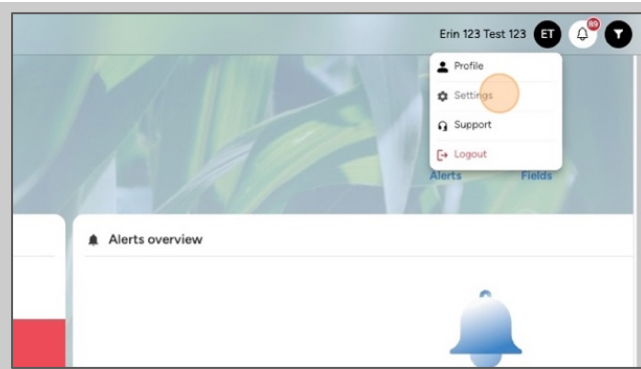 Erin 123 Test 123 ET 89
Profile
Settings
Support
Logout
Alerts Fields
Alerts overview